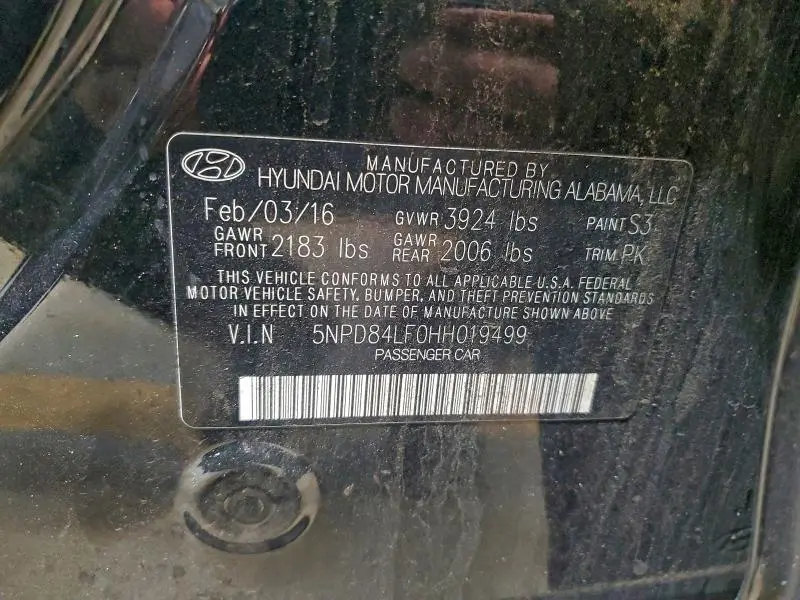 MANUFACTURED BY
HYUNDAI MOTOR MANUFACTURING ALABAMA, LLC
Feb/03/16 GVWR 3924 lbs PAINT S3
GAWR FRONT 2183 lbs GAWR REAR 2006 lbs TRIM PK
THIS VEHICLE CONFORMS TO ALL APPLICABLE U.S.A. FEDERAL
MOTOR VEHICLE SAFETY, BUMPER, AND THEFT PREVENTION STANDARDS
IN EFFECT ON THE DATE OF MANUFACTURE SHOWN ABOVE
V.I.N 5NPD84LF0HH019499
PASSENGER CAR